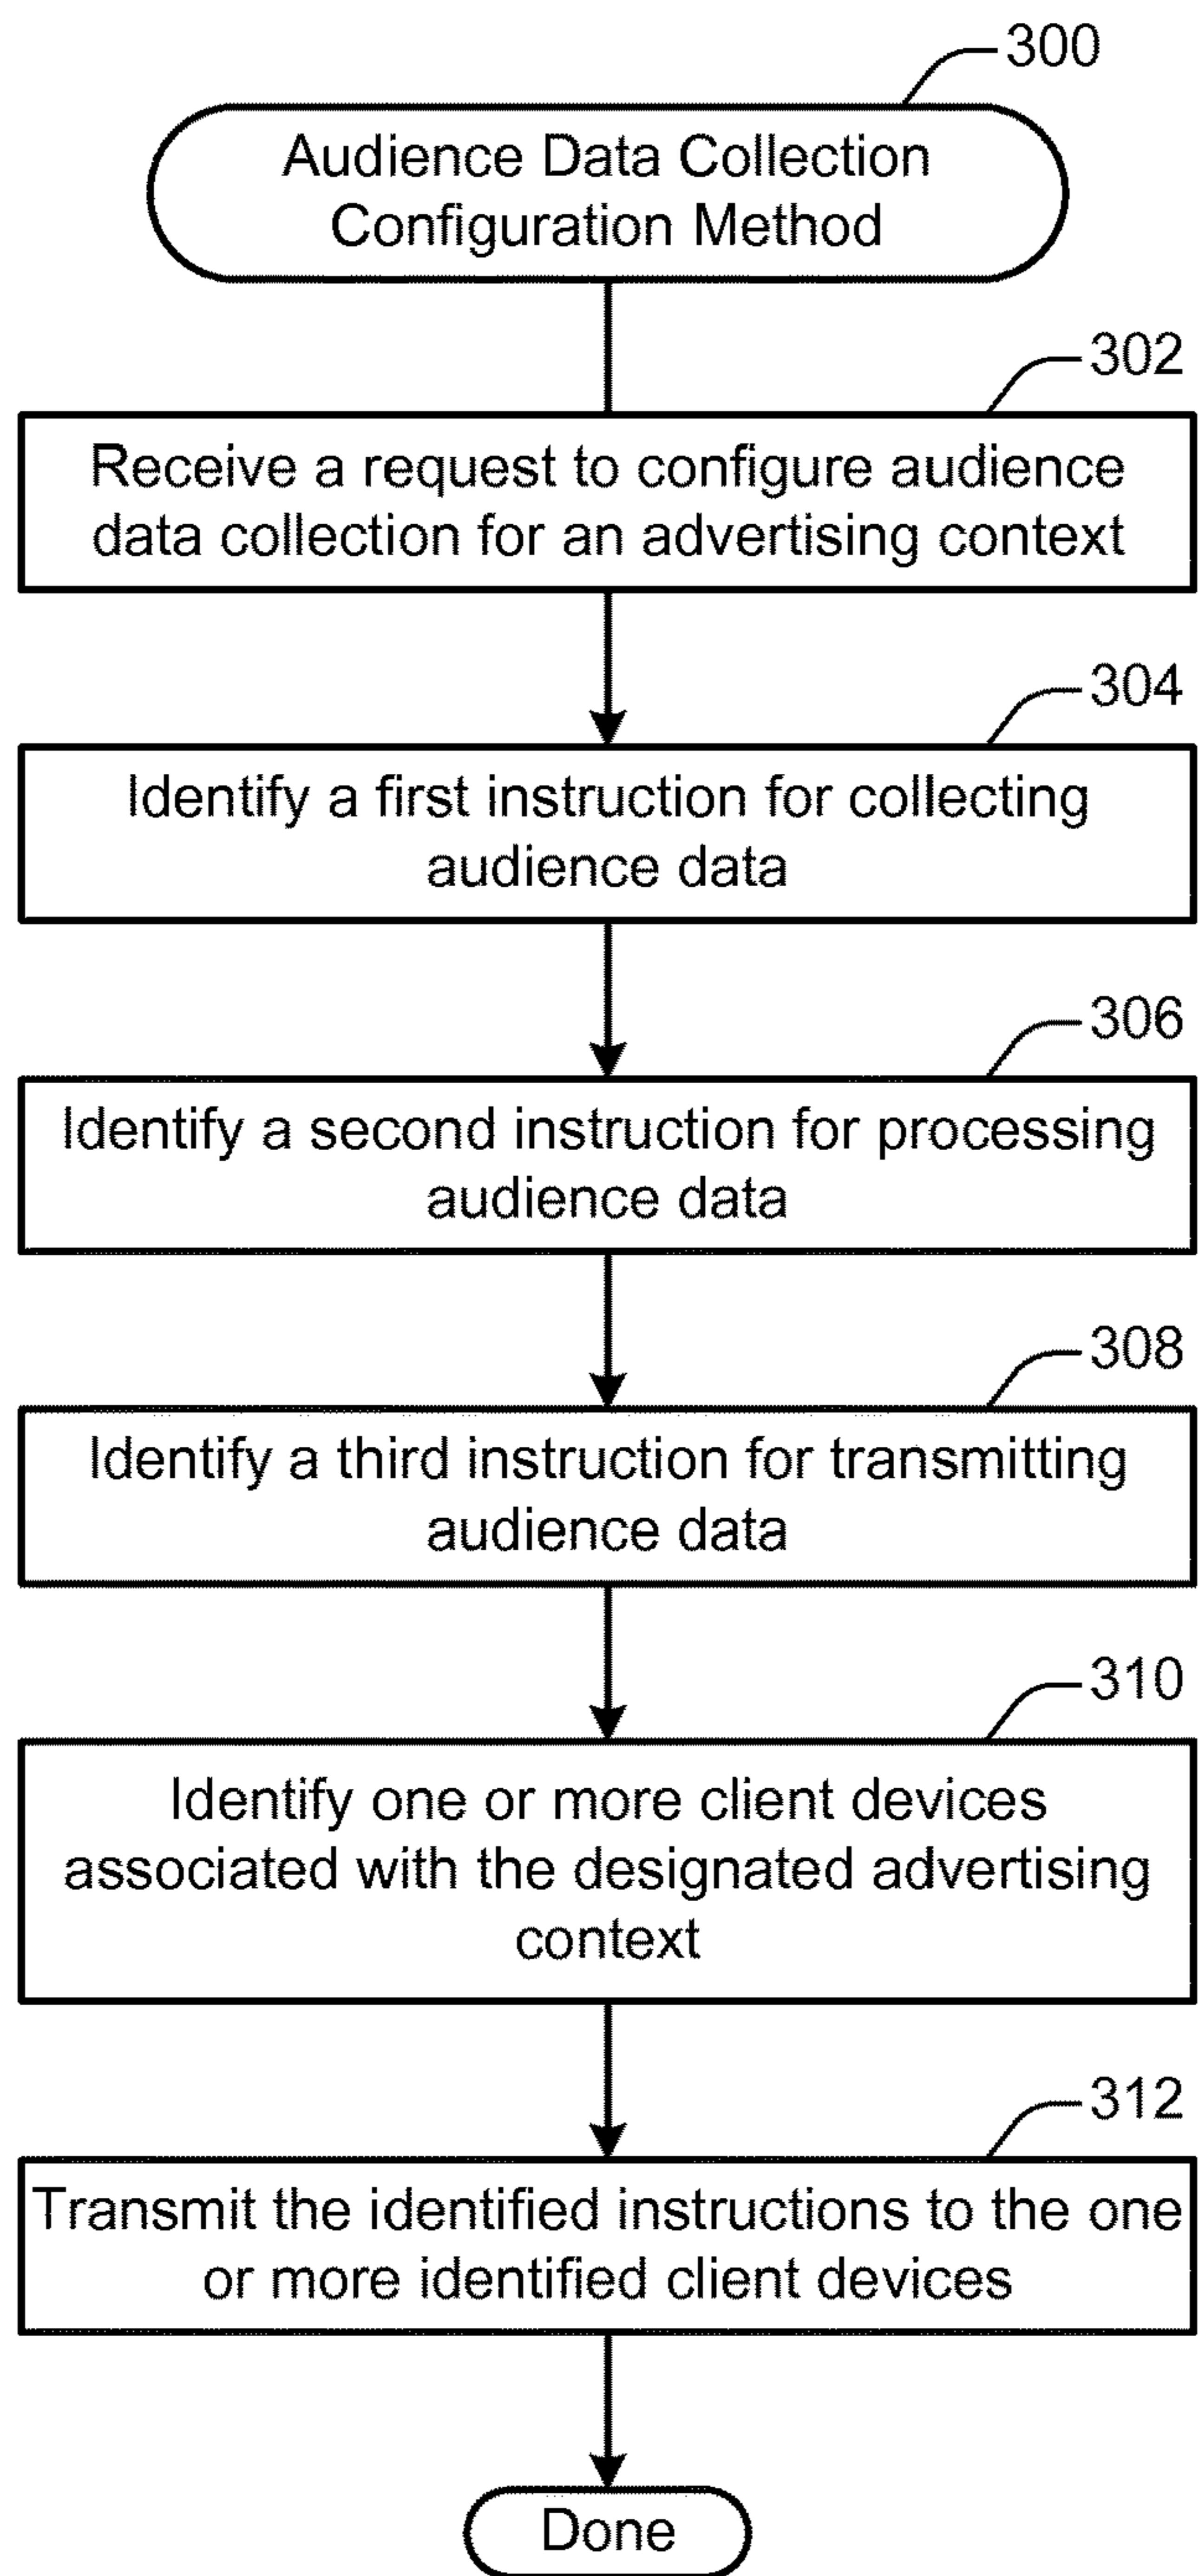 300
Audience Data Collection
Configuration Method
302
Receive a request to configure audience
data collection for an advertising context
304
Identify a first instruction for collecting
audience data
306
Identify a second instruction for processing
audience data
308
Identify a third instruction for transmitting
audience data
310
Identify one or more client devices
associated with the designated advertising
context
312
Transmit the identified instructions to the one
or more identified client devices
Done